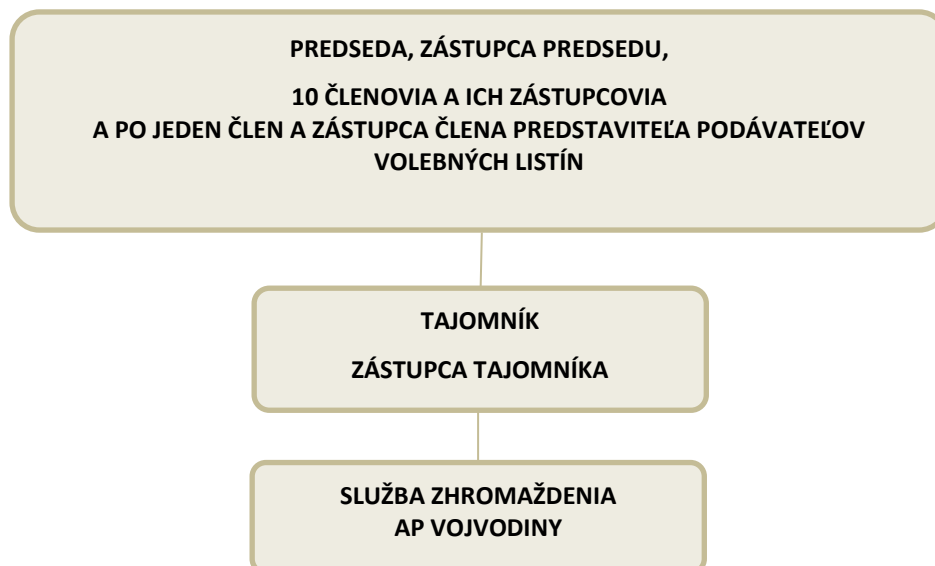 PREDSEDA, ZÁSTUPCA PREDSEDU,
10 ČLENOVIA A ICH ZÁSTUPCOVIA
A PO JEDEN ČLEN A ZÁSTUPCA ČLENA PREDSTAVITEĽA PODÁVATEĽOV
VOLEBNÝCH LISTÍN
TAJOMNÍK
ZÁSTUPCA TAJOMNÍKA
SLUŽBA ZHROMAŽDENIA
AP VOJVODINY